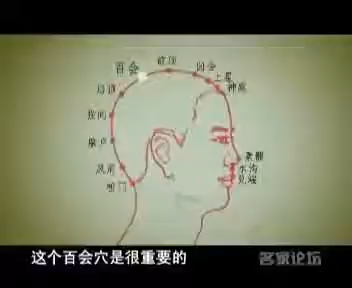 前顶
百会
囟会
上星
神庭
后顶
强间
脑户
风府
哑门
素髎
水沟
兑端
这个百会穴是很重要的
名家论坛